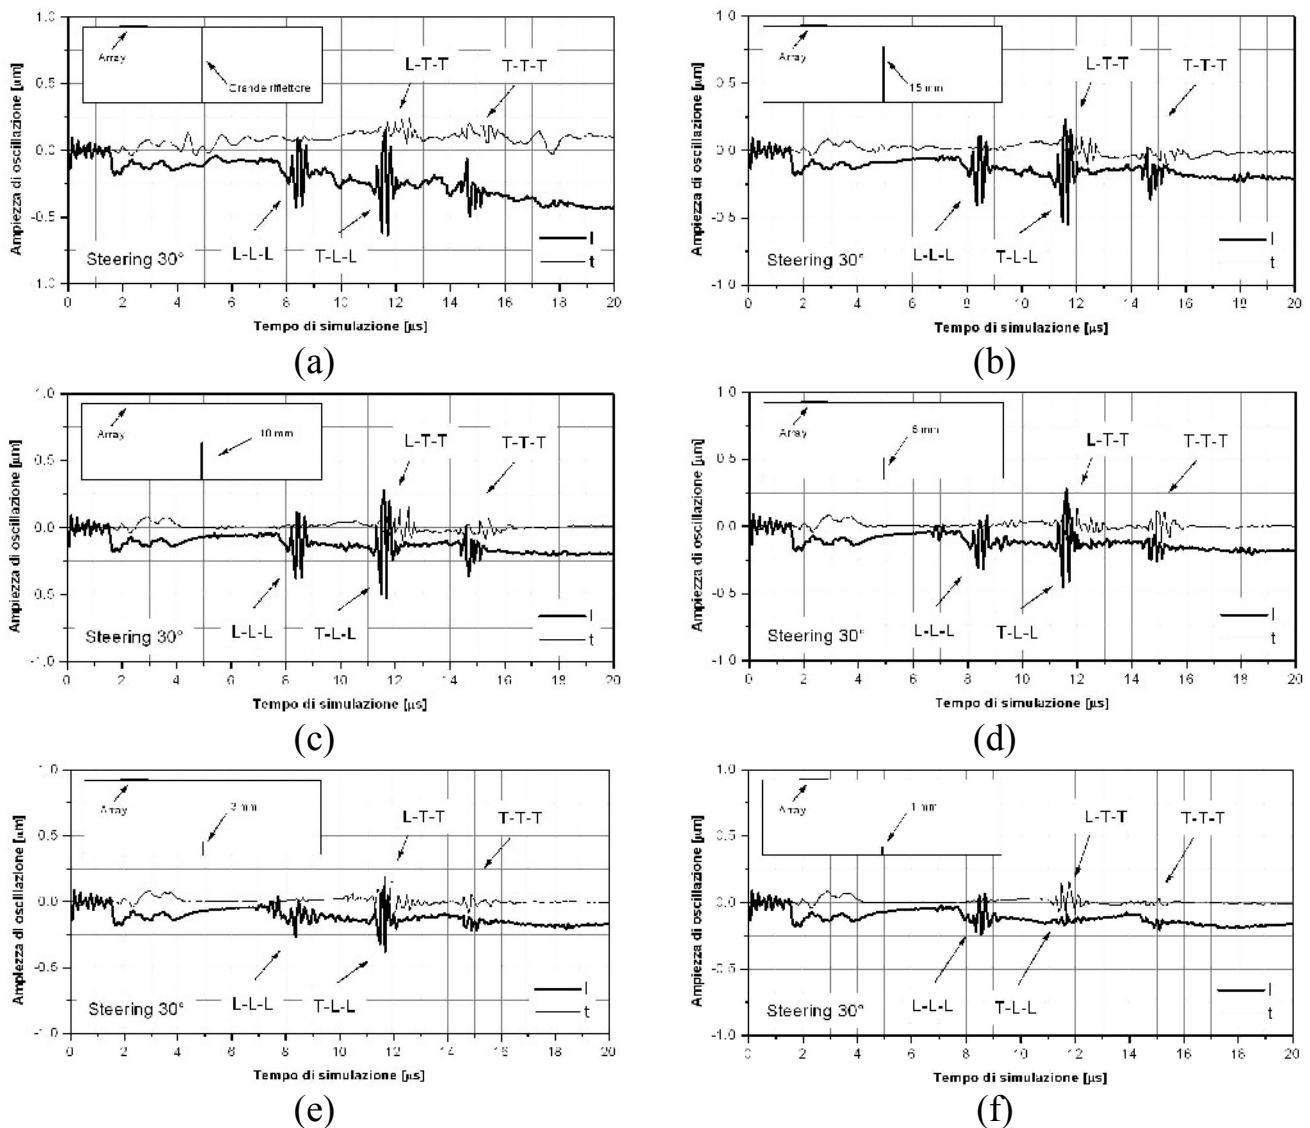 Ampiezza di oscillazione [µm]
1.0
0.5
0.0
-0.5
-1.0
Array
Grande riflettore
L-T-T
T-T-T
L-L-L
T-L-L
Steering 30°
l
t
0 2 4 6 8 10 12 14 16 18 20
Tempo di simulazione [µs]
(a)
Ampiezza di oscillazione [µm]
1.0
0.5
0.0
-0.5
-1.0
Array
15 mm
L-T-T
T-T-T
L-L-L
T-L-L
Steering 30°
l
t
0 2 4 6 8 10 12 14 16 18 20
Tempo di simulazione [µs]
(b)
Ampiezza di oscillazione [µm]
1.0
0.5
0.0
-0.5
-1.0
Array
10 mm
L-T-T
T-T-T
L-L-L
T-L-L
Steering 30°
l
t
0 2 4 6 8 10 12 14 16 18 20
Tempo di simulazione [µs]
(c)
Ampiezza di oscillazione [µm]
1.0
0.5
0.0
-0.5
-1.0
Array
mm
L-T-T
T-T-T
L-L-L
T-L-L
Steering 30°
l
t
0 2 4 6 8 10 12 14 16 18 20
Tempo di simulazione [µs]
(d)
Ampiezza di oscillazione [µm]
1.0
0.5
0.0
-0.5
-1.0
Array
3 mm
L-T-T
T-T-T
L-L-L
T-L-L
Steering 30°
l
t
0 2 4 6 8 10 12 14 16 18 20
Tempo di simulazione [µs]
(e)
Ampiezza di oscillazione [µm]
1.0
0.5
0.0
-0.5
-1.0
Array
1 mm
L-T-T
T-T-T
L-L-L
T-L-L
Steering 30°
l
t
0 2 4 6 8 10 12 14 16 18 20
Tempo di simulazione [µs]
(f)